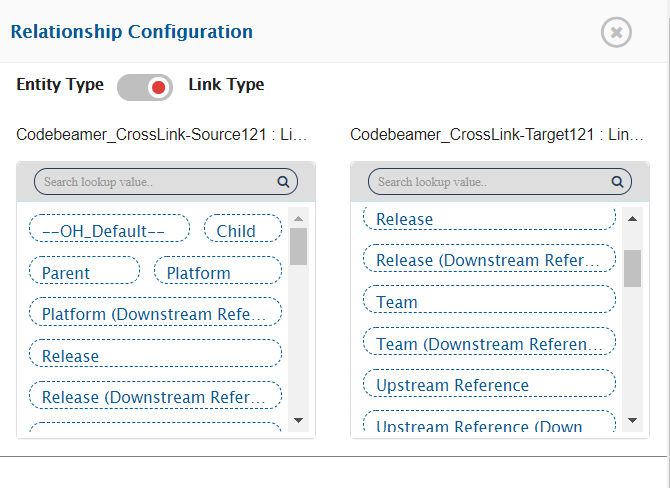 Relationship Configuration
Entity Type Link Type
Codebeamer_CrossLink-Source121 : Li...
Codebeamer_CrossLink-Target121 : Lin...
Search lookup value..
Search lookup value..
--OH_Default-- Child
Parent Platform
Platform (Downstream Refe...
Release
Release (Downstream Refer...
Release
Release (Downstream Refer...
Team
Team (Downstream Referen...
Upstream Reference
Upstream Reference (Down